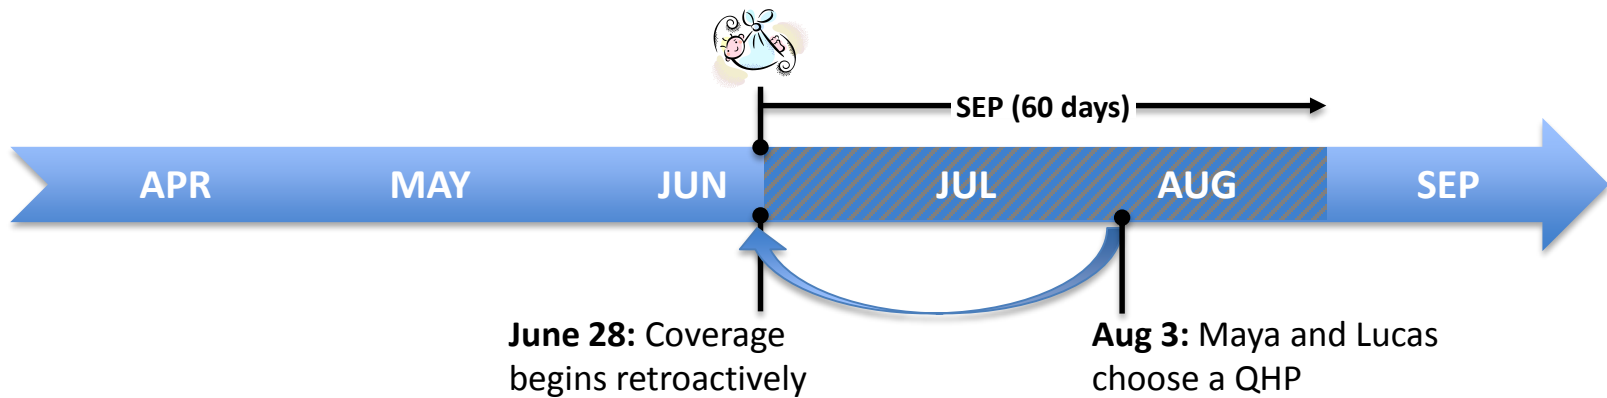 SEP (60 days)
APR MAY JUN JUL AUG SEP
June 28: Coverage
begins retroactively
Aug 3: Maya and Lucas
choose a QHP